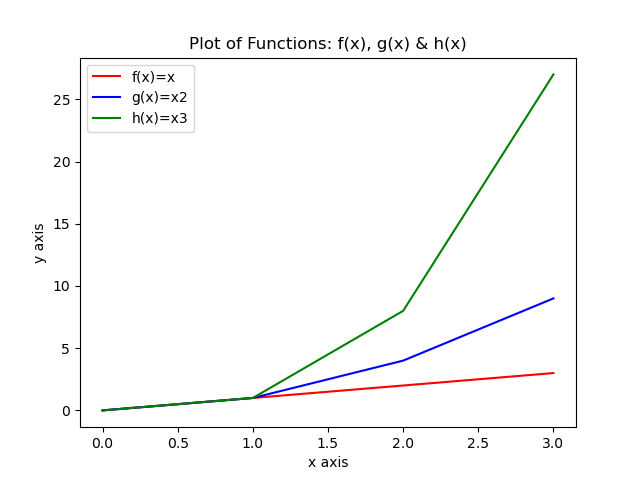 Plot of Functions: f(x), g(x) & h(x)
f(x)=x
g(x)=x2
h(x)=x3
25
20
15
10
5
0
y axis
0.0 0.5 1.0 1.5 2.0 2.5 3.0
x axis